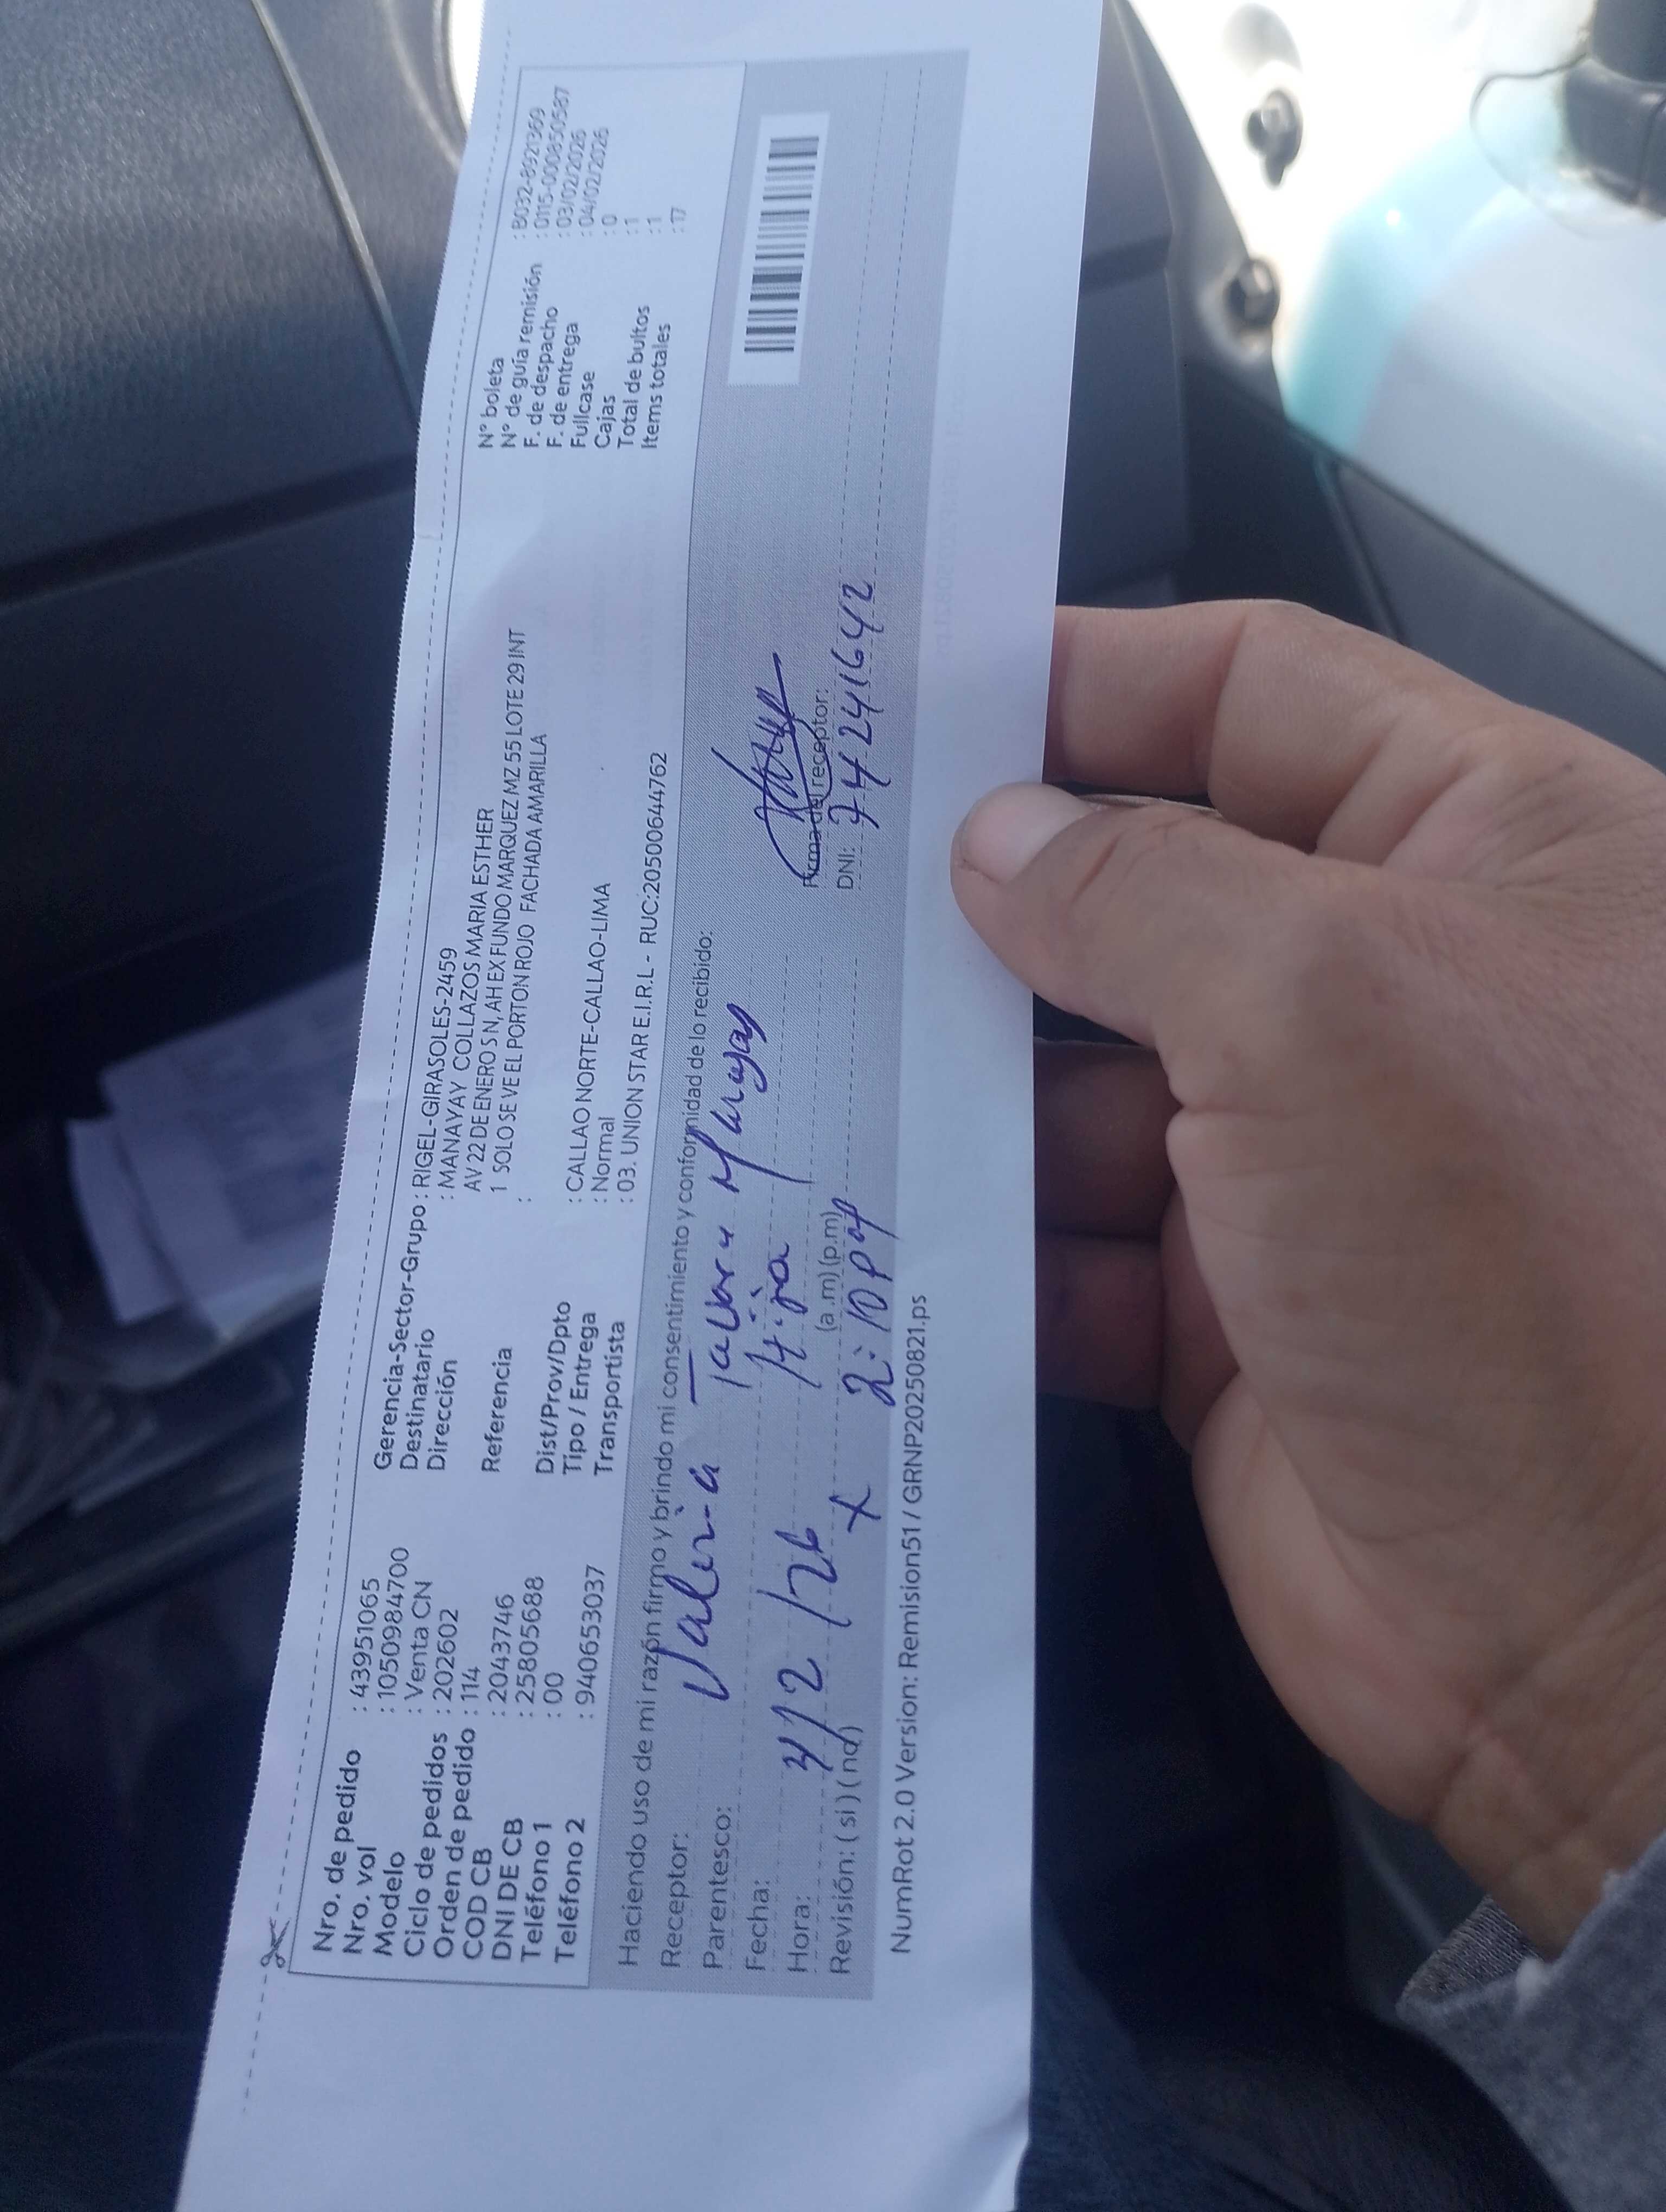 Nro. de pedido : 43951065
Nro. vol : 10509984700
Modelo : Venta CN
Ciclo de pedidos : 202602
Orden de pedido : 114
COD CB : 2043746
DNI DE CB : 25805688
Teléfono 1 : 00
Teléfono 2 : 940653037
Gerencia-Sector-Grupo : RIGEL-GIRASOLES-2459
Destinatario : MANAYAY COLLAZOS MARIA ESTHER
Dirección AV 22 DE ENERO S N, AH EX FUNDO MARQUEZ MZ 55 LOTE 29 INT
1 SOLO SE VE EL PORTON ROJO FACHADA AMARILLA
Referencia :
Dist/Prov/Dpto : CALLAO NORTE-CALLAO-LIMA
Tipo / Entrega : Normal
Transportista : 03. UNION STAR E.I.R.L - RUC:20500644762
N° boleta : B032-8921369
N° de guía remisión : 0115-0008505871
F. de despacho : 03/02/2026
F. de entrega : 04/02/2026
Fullcase : 0
Cajas : 1
Total de bultos : 1
Items totales : 17
Haciendo uso de mi razón firmo y brindo mi consentimiento y conformidad de lo recibido:
Receptor: Valeria
Parentesco: Hija
Fecha: 4/2/26
Hora: 2:10 pm (a.m) (p.m)
Revisión: (si) (no) X
Firma del receptor:
DNI: 74241642
NumRot 2.0 Version: Remision51 / GRNP20250821.ps